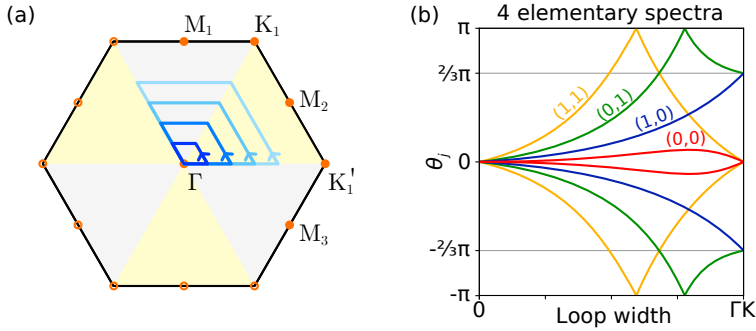 (a)
M₁
K₁
M₂
Γ
K₁'
M₃
(b)
4 elementary spectra
π
⅔π
0
-⅔π
-π
θⱼ
(1,1)
(0,1)
(1,0)
(0,0)
0
Loop width
ΓK